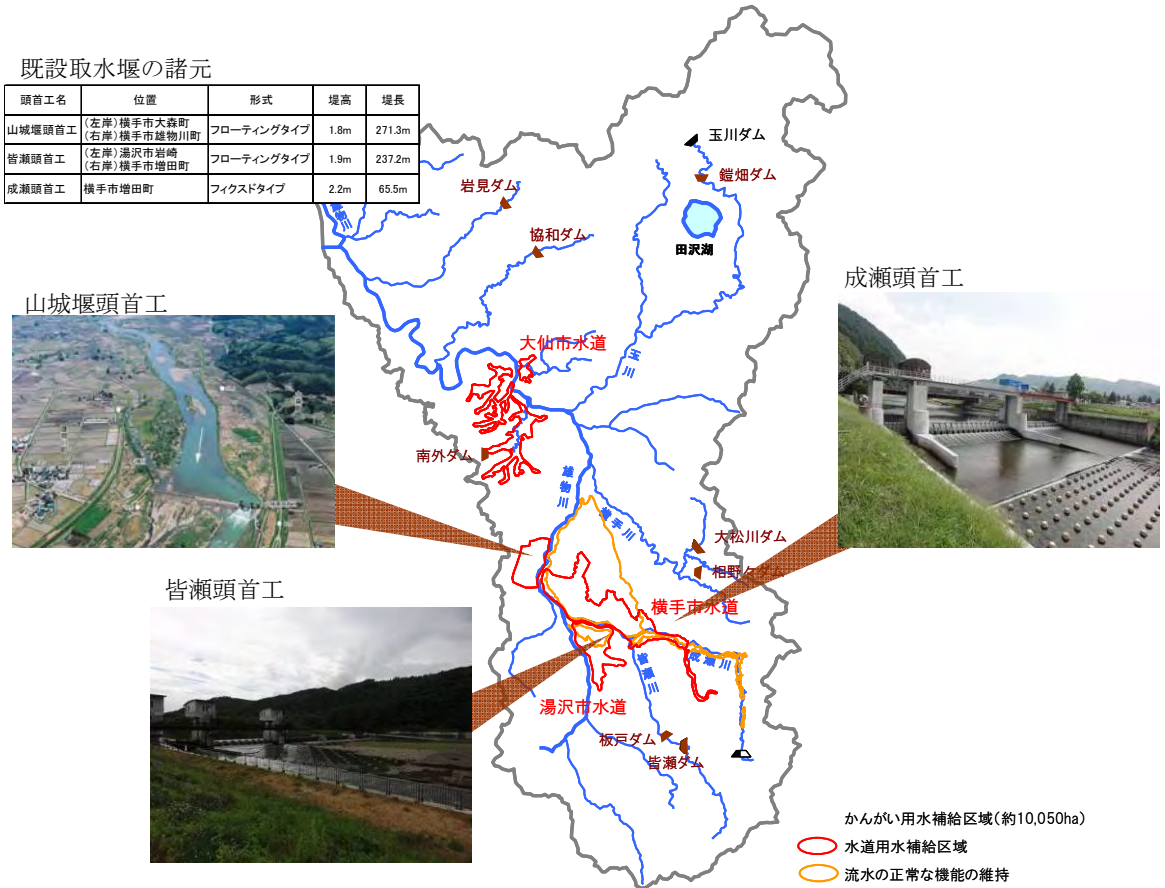 既設取水堰の諸元
頭首工名 位置 形式 堤高 堤長
山城堰頭首工 (左岸)横手市大森町 (右岸)横手市雄物川町 フローティングタイプ 1.8m 271.3m
皆瀬頭首工 (左岸)湯沢市岩崎 (右岸)横手市増田町 フローティングタイプ 1.9m 237.2m
成瀬頭首工 横手市増田町 フィクスドタイプ 2.2m 65.5m
玉川ダム
鎧畑ダム
岩見ダム
雄物川
協和ダム
田沢湖
成瀬頭首工
山城堰頭首工
大仙市水道
玉川
南外ダム
雄物川
横手川
大松川ダム
相野々ダム
皆瀬頭首工
横手市水道
成瀬川
皆瀬川
湯沢市水道
板戸ダム
皆瀬ダム
かんがい用水補給区域(約10,050ha)
水道用水補給区域
流水の正常な機能の維持